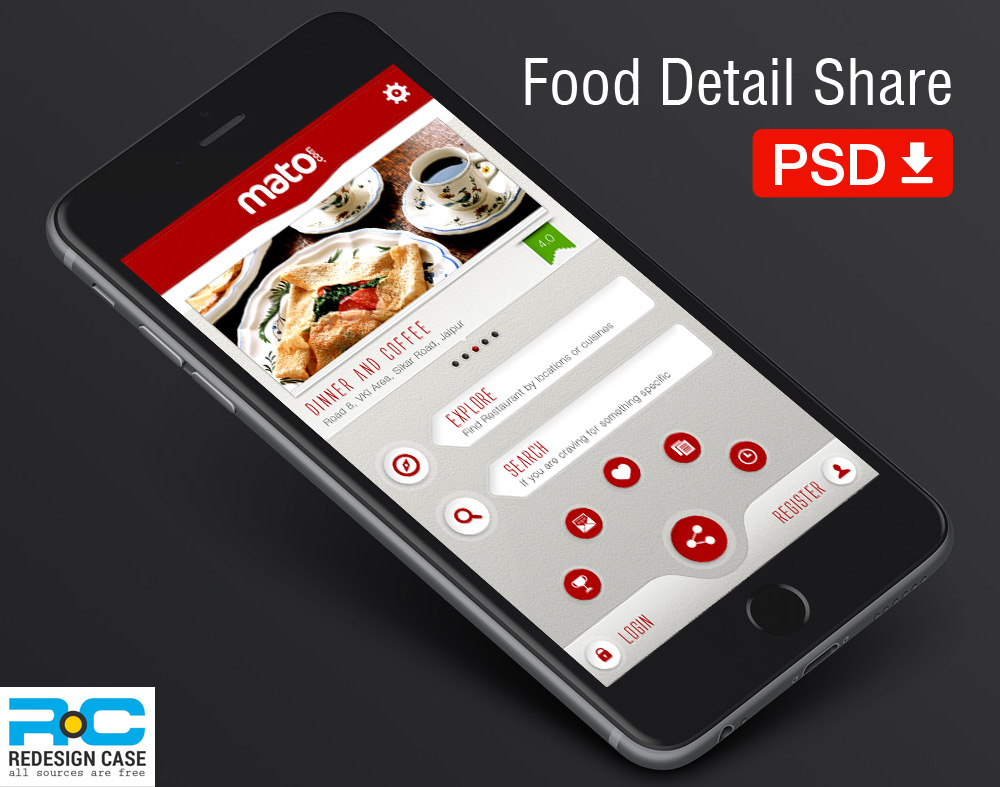 Food Detail Share
PSD
mato
4.0
DINNER AND COFFEE
Road 8, Vki Area, Sikar Road, Jaipur
EXPLORE
Find Restaurant by locations or cuisines
SEARCH
If you are craving for something specific
REGISTER
LOGIN
RC
REDESIGN CASE
all sources are free